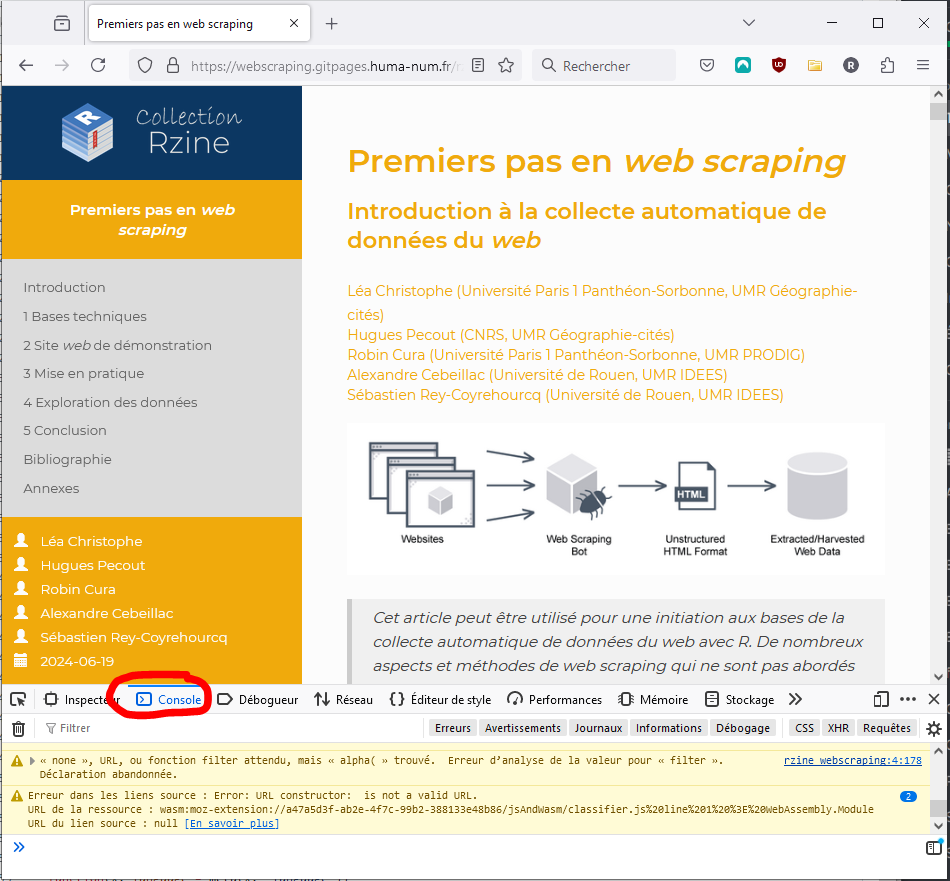 Premiers pas en web scraping
https://webscraping.gitpages.huma-num.fr/
Rechercher
UD
R
Collection
Rzine
R
Premiers pas en web
scraping
Introduction
1 Bases techniques
2 Site web de démonstration
3 Mise en pratique
4 Exploration des données
5 Conclusion
Bibliographie
Annexes
Léa Christophe
Hugues Pecout
Robin Cura
Alexandre Cebeillac
Sébastien Rey-Coyrehourcq
2024-06-19
Premiers pas en web scraping
Introduction à la collecte automatique de
données du web
Léa Christophe (Université Paris 1 Panthéon-Sorbonne, UMR Géographie-
cités)
Hugues Pecout (CNRS, UMR Géographie-cités)
Robin Cura (Université Paris 1 Panthéon-Sorbonne, UMR PRODIG)
Alexandre Cebeillac (Université de Rouen, UMR IDEES)
Sébastien Rey-Coyrehourcq (Université de Rouen, UMR IDEES)
HTML
Websites
Web Scraping
Bot
Unstructured
HTML Format
Extracted/Harvested
Web Data
Cet article peut être utilisé pour une initiation aux bases de la
collecte automatique de données du web avec R. De nombreux
aspects et méthodes de web scraping qui ne sont pas abordés
Inspecteur Console Débogueur Réseau Éditeur de style Performances Mémoire Stockage
Filtrer Erreurs Avertissements Journaux Informations Débogage CSS XHR Requêtes
« none », URL, ou fonction filter attendu, mais « alpha( » trouvé. Erreur d’analyse de la valeur pour « filter ». rzine_webscraping:4:178
Déclaration abandonnée.
Erreur dans les liens source : Error: URL constructor:  is not a valid URL. 2
URL de la ressource : wasm:moz-extension://a47a5d3f-ab2e-4f7c-99b2-388133e48b86/jsAndWasm/classifier.js%20line%201%20%3E%20WebAssembly.Module
URL du lien source : null [En savoir plus]